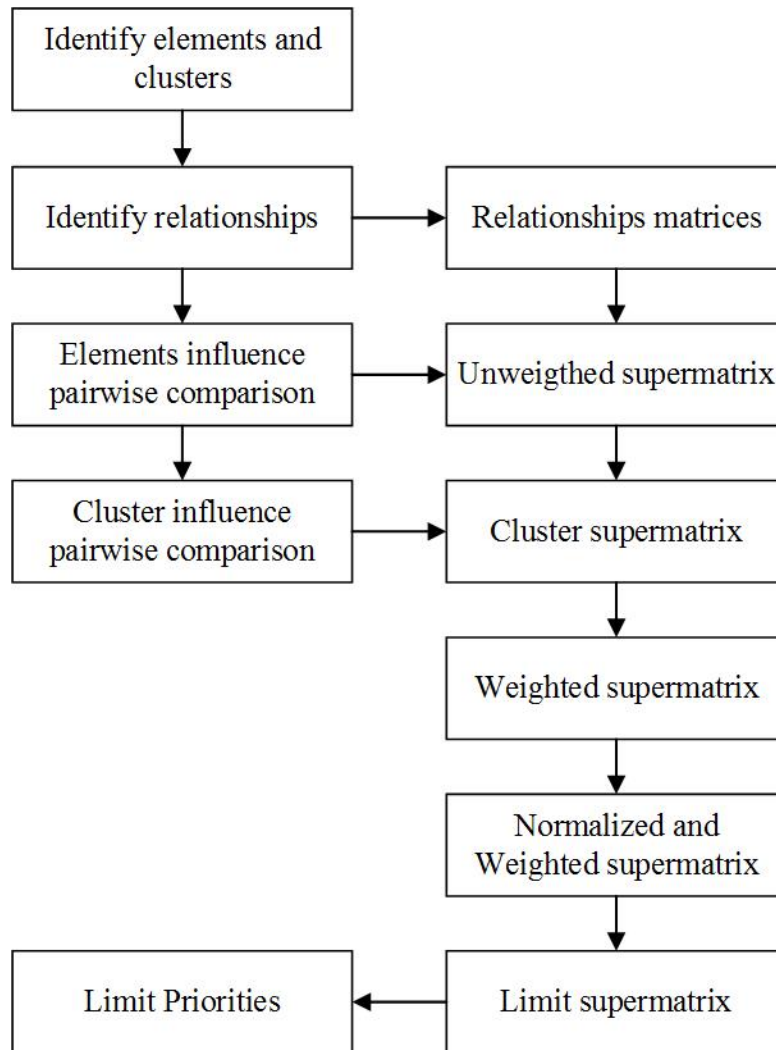 Identify elements and
clusters
Identify relationships
Relationships matrices
Elements influence
pairwise comparison
Unweigthed supermatrix
Cluster influence
pairwise comparison
Cluster supermatrix
Weighted supermatrix
Normalized and
Weighted supermatrix
Limit Priorities
Limit supermatrix